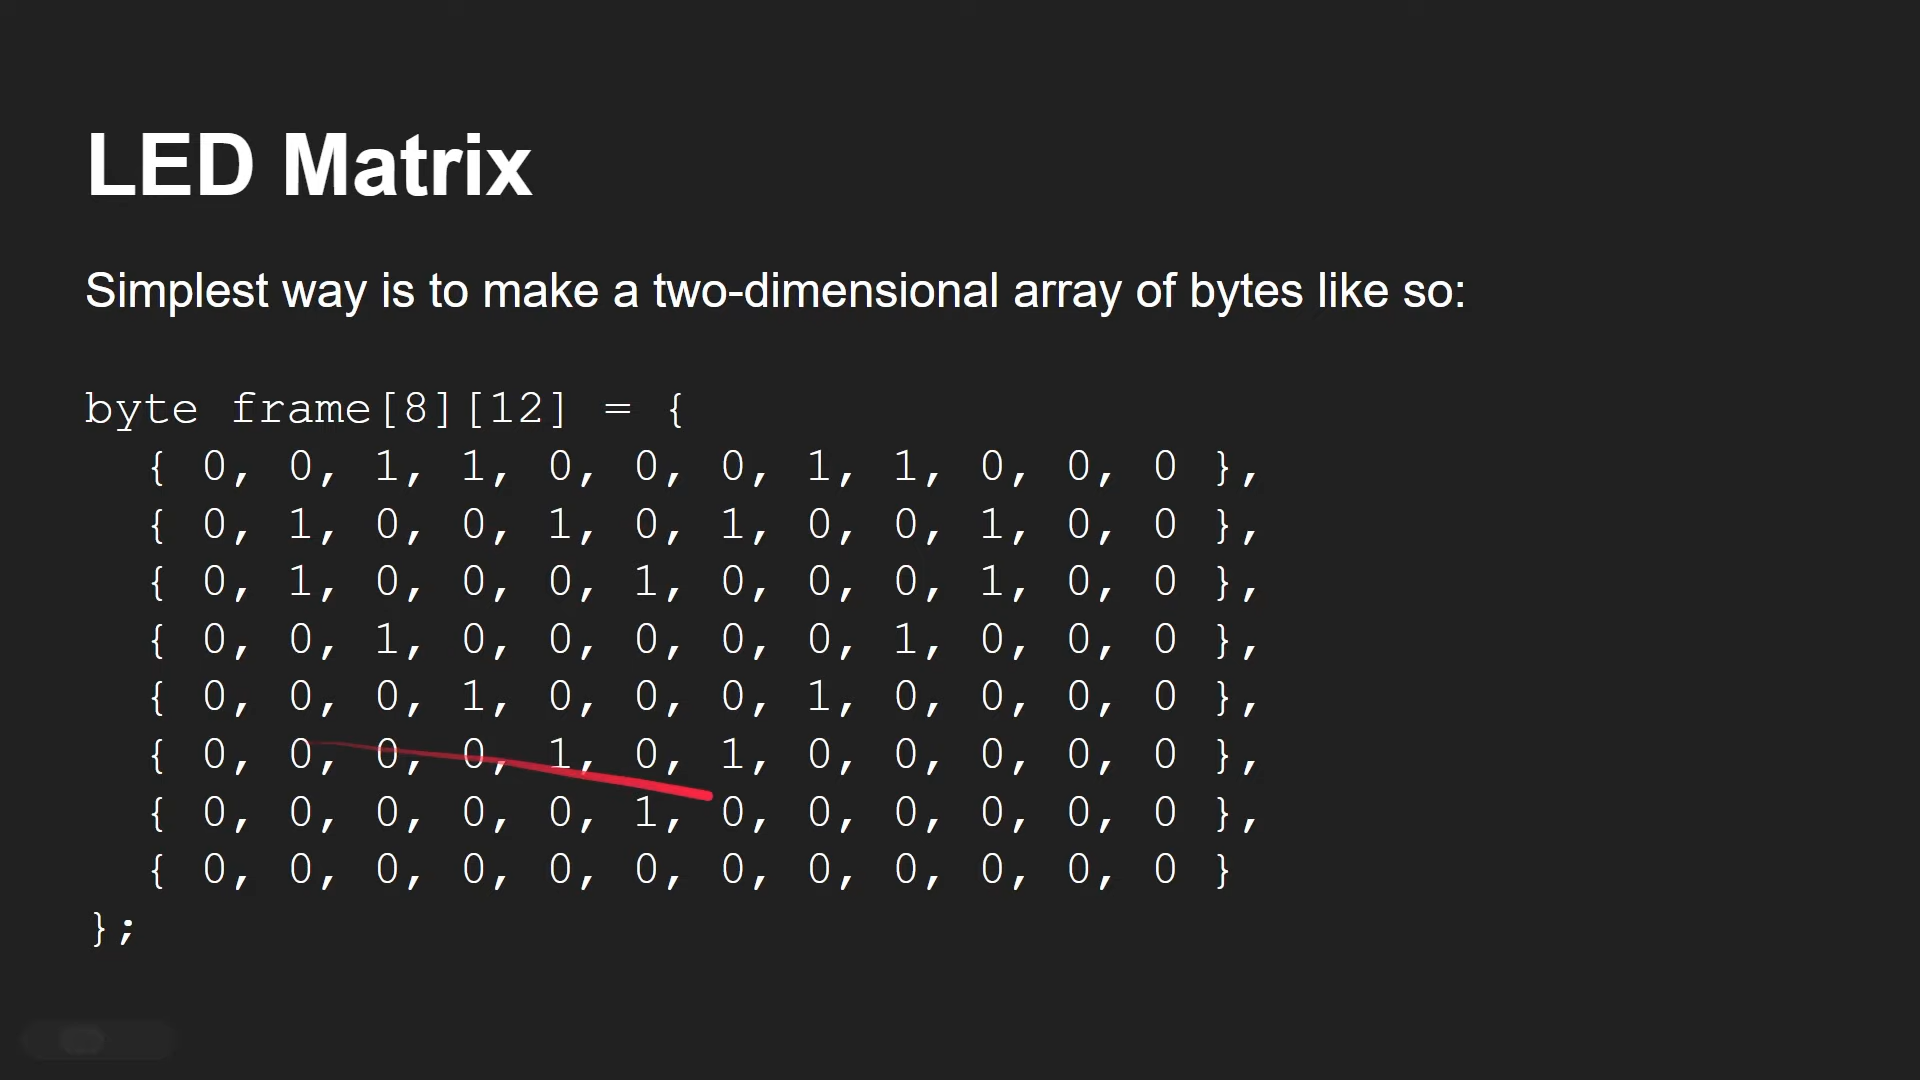 LED Matrix
Simplest way is to make a two-dimensional array of bytes like so:
byte frame[8][12] = {
{ 0, 0, 1, 1, 0, 0, 0, 1, 1, 0, 0, 0 },
{ 0, 1, 0, 0, 1, 0, 1, 0, 0, 1, 0, 0 },
{ 0, 1, 0, 0, 0, 1, 0, 0, 0, 1, 0, 0 },
{ 0, 0, 1, 0, 0, 0, 0, 0, 1, 0, 0, 0 },
{ 0, 0, 0, 1, 0, 0, 0, 1, 0, 0, 0, 0 },
{ 0, 0, 0, 0, 1, 0, 1, 0, 0, 0, 0, 0 },
{ 0, 0, 0, 0, 0, 1, 0, 0, 0, 0, 0, 0 },
{ 0, 0, 0, 0, 0, 0, 0, 0, 0, 0, 0, 0 }
};